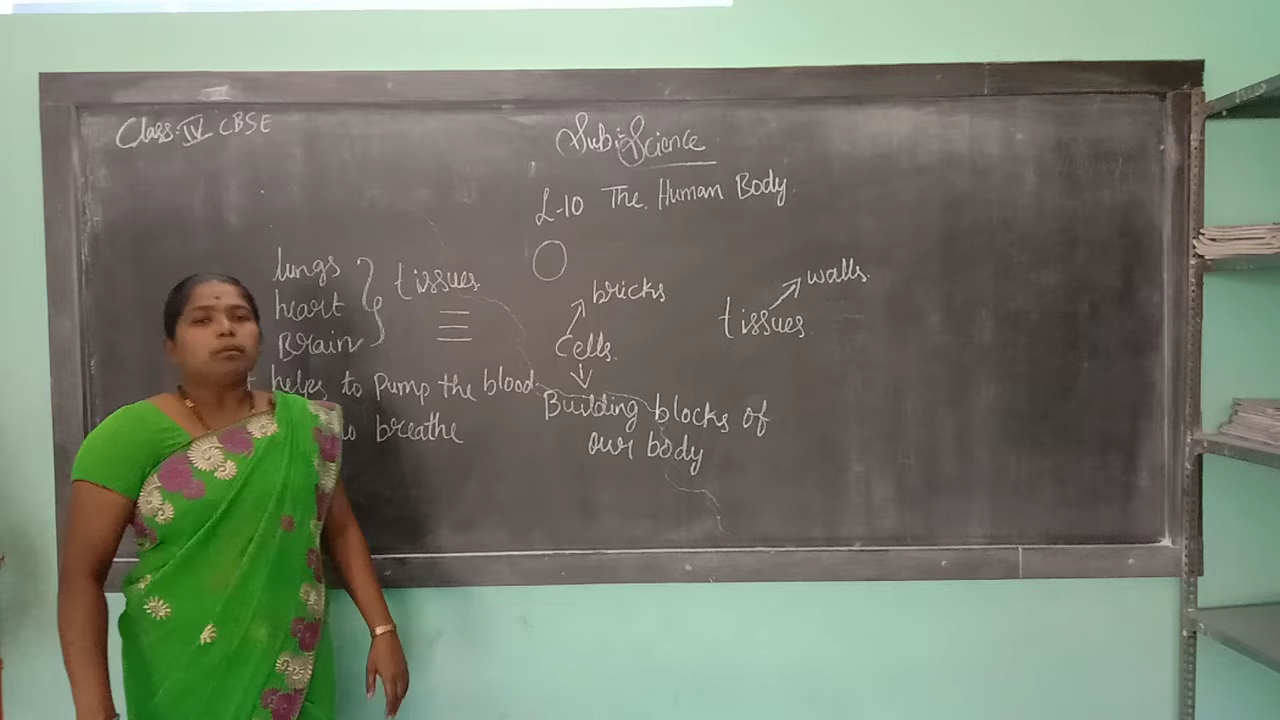 Class:- IV CBSE
Sub:- Science
L-10 The Human Body
lungs
heart
Brain
tissues
helps to pump the blood
to breathe
bricks
Cells.
Building blocks of
our body
walls.
tissues